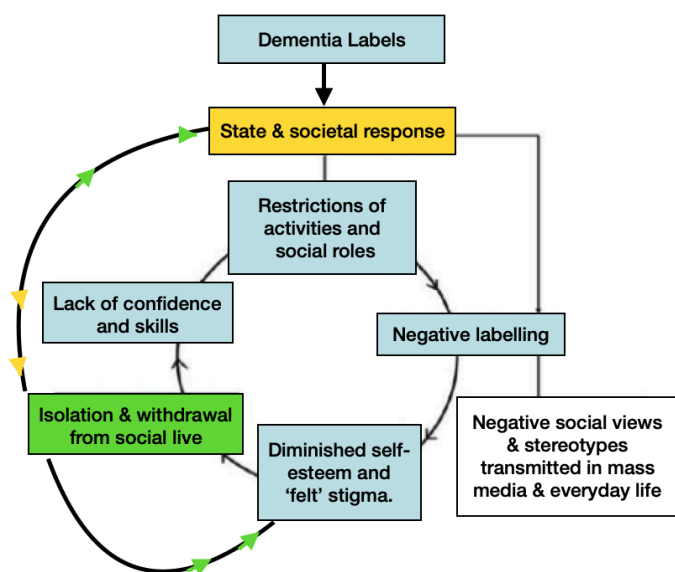 Dementia Labels
State & societal response
Restrictions of
activities and
social roles
Lack of confidence
and skills
Negative labelling
Isolation & withdrawal
from social live
Diminished self-
esteem and
‘felt’ stigma.
Negative social views
& stereotypes
transmitted in mass
media & everyday life